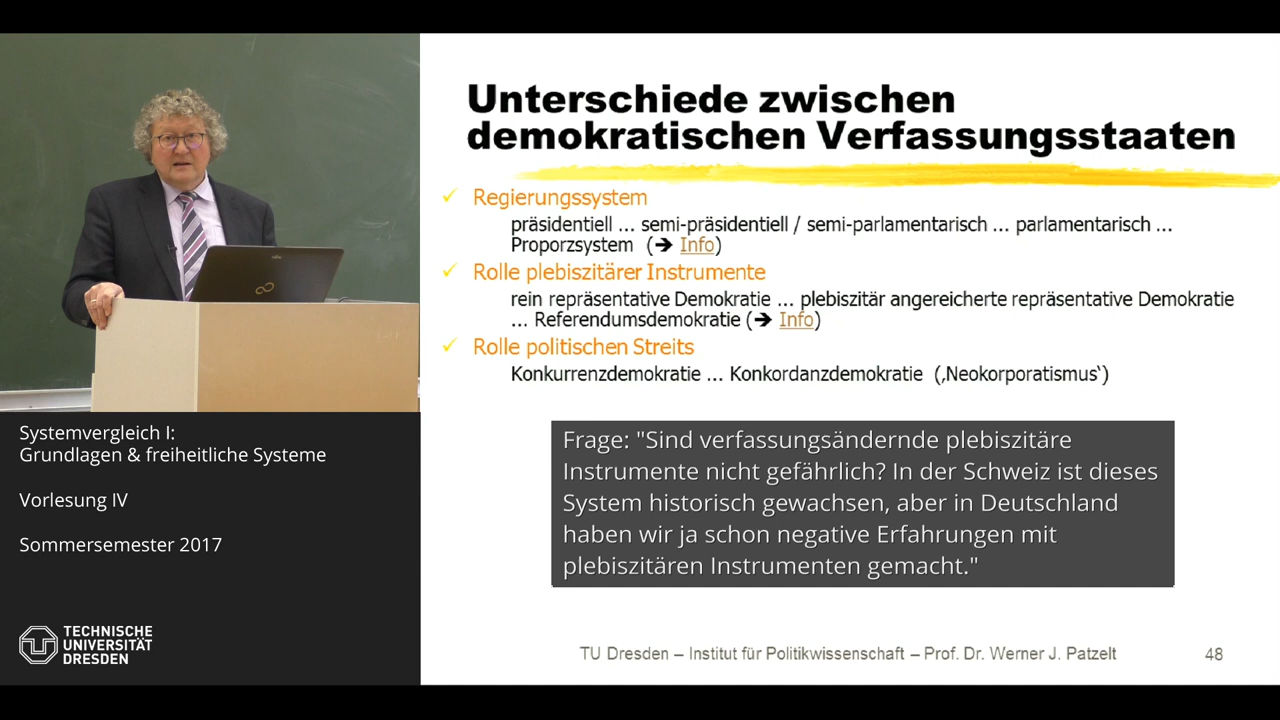 Unterschiede zwischen
demokratischen Verfassungsstaaten
✓ Regierungssystem
präsidentiell ... semi-präsidentiell / semi-parlamentarisch ... parlamentarisch ...
Proporzsystem (➔ Info)
✓ Rolle plebiszitärer Instrumente
rein repräsentative Demokratie ... plebiszitär angereicherte repräsentative Demokratie
... Referendumsdemokratie (➔ Info)
✓ Rolle politischen Streits
Konkurrenzdemokratie ... Konkordanzdemokratie (‚Neokorporatismus‘)
Frage: "Sind verfassungsändernde plebiszitäre
Instrumente nicht gefährlich? In der Schweiz ist dieses
System historisch gewachsen, aber in Deutschland
haben wir ja schon negative Erfahrungen mit
plebiszitären Instrumenten gemacht."
TU Dresden – Institut für Politikwissenschaft – Prof. Dr. Werner J. Patzelt
48
Systemvergleich I:
Grundlagen & freiheitliche Systeme
Vorlesung IV
Sommersemester 2017
TECHNISCHE
UNIVERSITÄT
DRESDEN